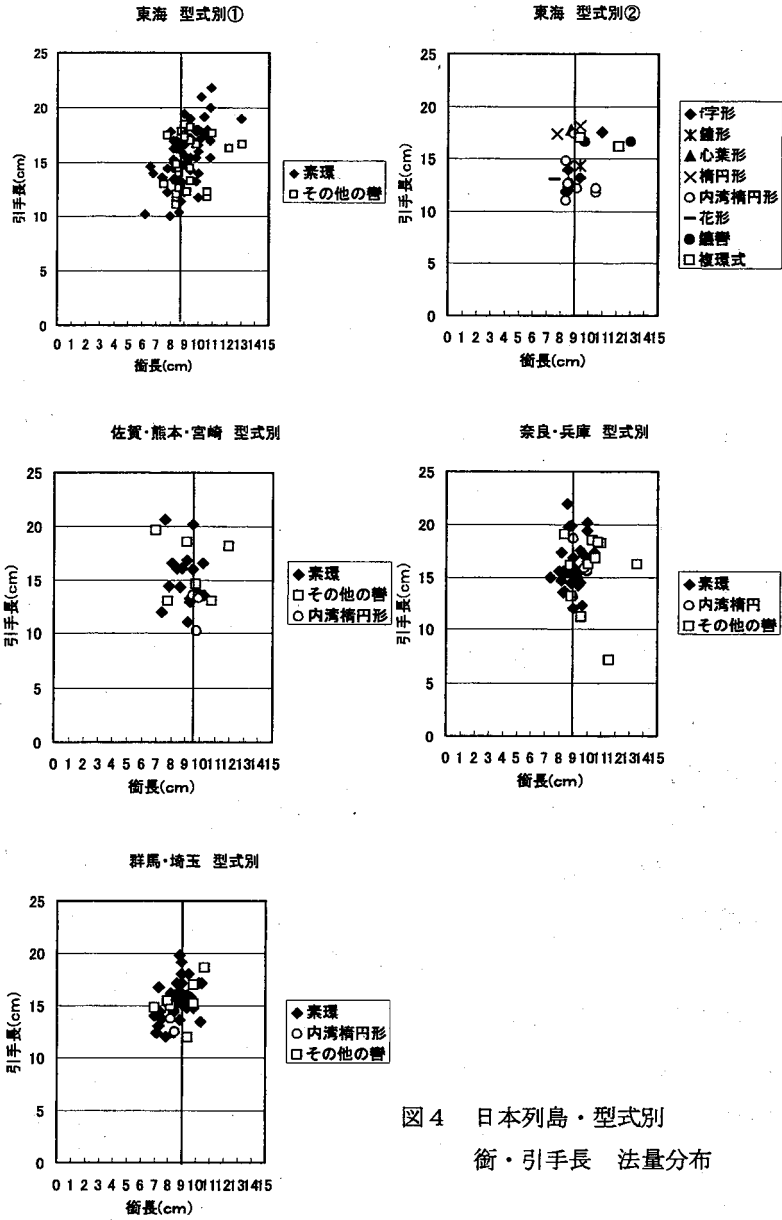 東海 型式別①
25
20
15
10
5
0
引手長(cm)
0 1 2 3 4 5 6 7 8 9 10 11 12 13 14 15
銜長(cm)
素環
その他の轡
東海 型式別②
25
20
15
10
5
0
引手長(cm)
0 1 2 3 4 5 6 7 8 9 10 11 12 13 14 15
銜長(cm)
f字形
鐘形
心葉形
楕円形
内湾楕円形
花形
鑣轡
複環式
佐賀・熊本・宮崎 型式別
25
20
15
10
5
0
引手長(cm)
0 1 2 3 4 5 6 7 8 9 10 11 12 13 14 15
銜長(cm)
素環
その他の轡
内湾楕円形
奈良・兵庫 型式別
25
20
15
10
5
0
引手長(cm)
0 1 2 3 4 5 6 7 8 9 10 11 12 13 14 15
銜長(cm)
素環
内湾楕円
その他の轡
群馬・埼玉 型式別
25
20
15
10
5
0
引手長(cm)
0 1 2 3 4 5 6 7 8 9 10 11 12 13 14 15
銜長(cm)
素環
内湾楕円形
その他の轡
図4 日本列島・型式別
銜・引手長 法量分布